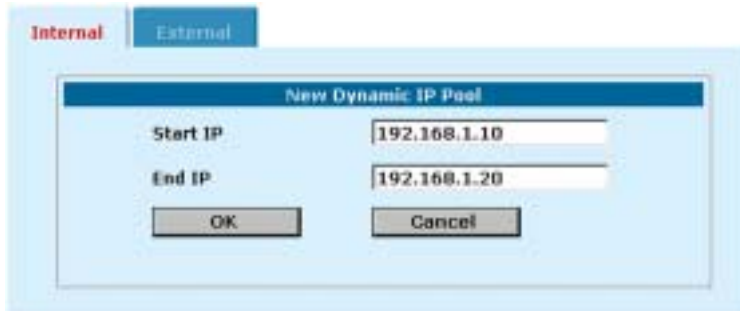 Internal External
New Dynamic IP Pool
Start IP 192.168.1.10
End IP 192.168.1.20
OK Cancel